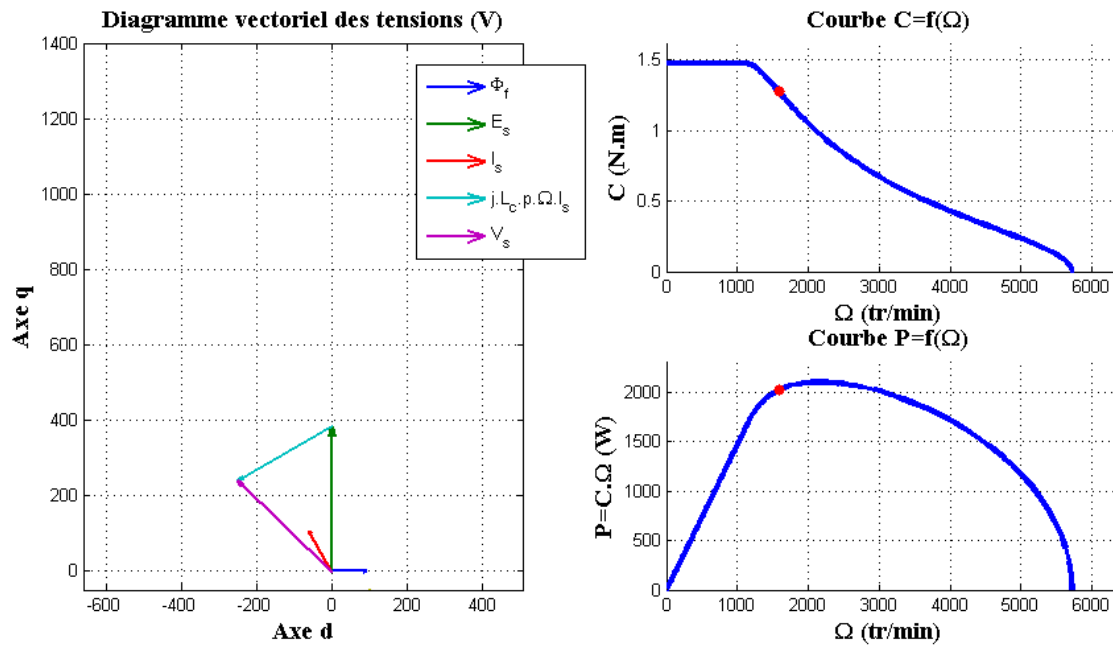 Diagramme vectoriel des tensions (V)
1400
1200
1000
800
600
400
200
0
-600
-400
-200
0
200
400
Axe q
Axe d
Φf
Es
Is
j.Lc.p.Ω.Is
Vs
Courbe C=f(Ω)
1.5
1
0.5
0
0
1000
2000
3000
4000
5000
6000
C (N.m)
Ω (tr/min)
Courbe P=f(Ω)
2000
1500
1000
500
0
0
1000
2000
3000
4000
5000
6000
P=C.Ω (W)
Ω (tr/min)